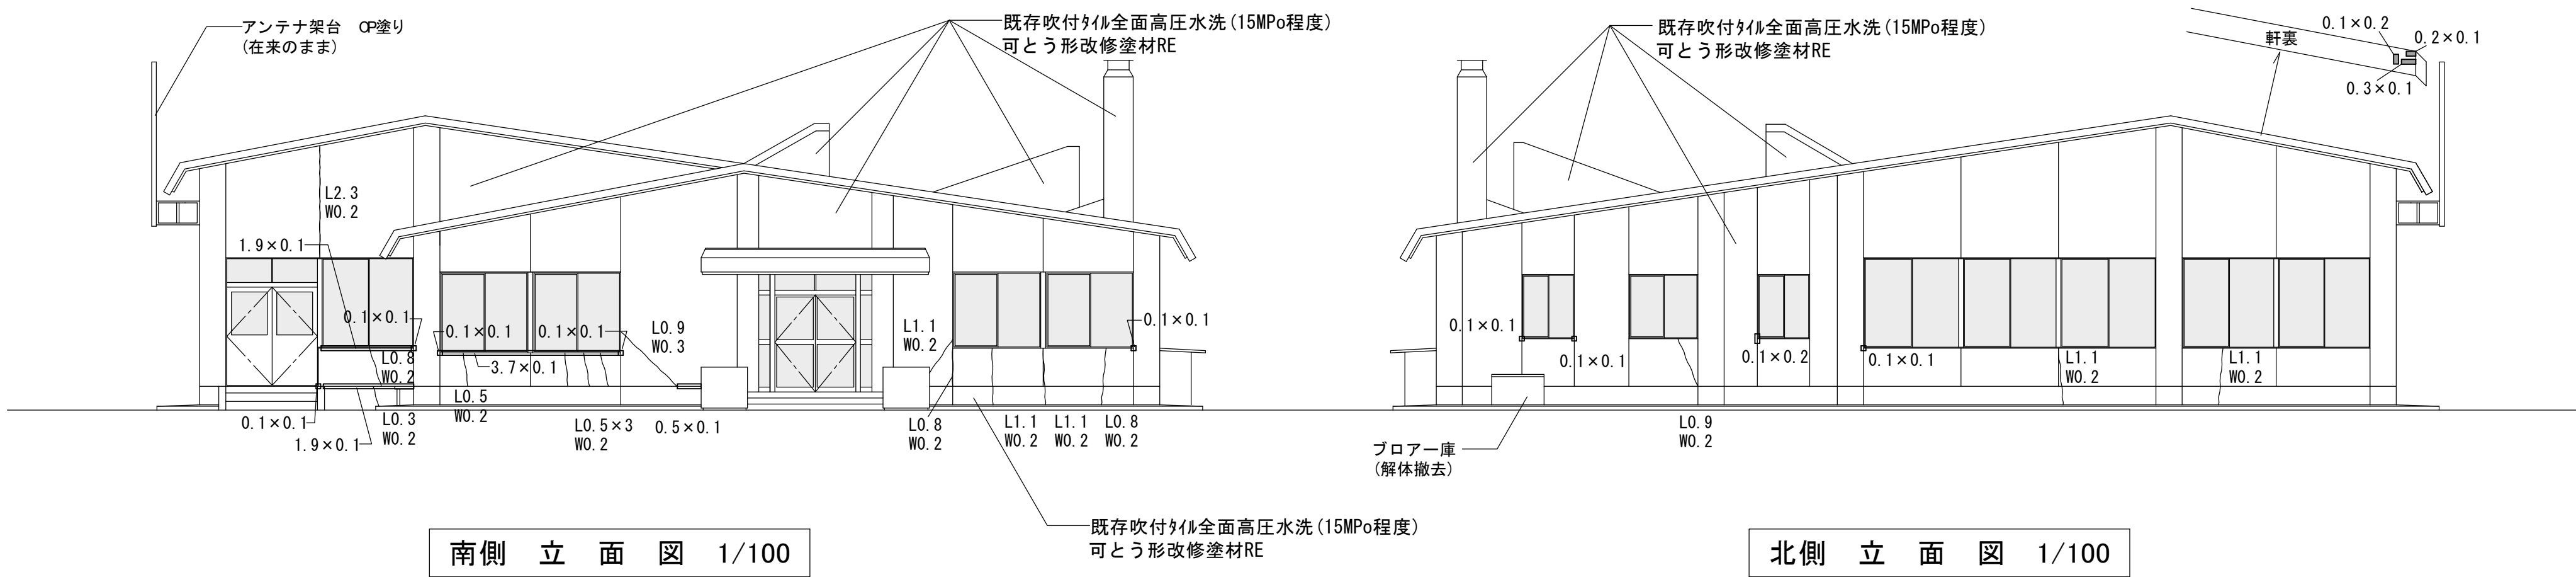 アンテナ架台　OP塗り
(在来のまま)
既存吹付ﾀｲﾙ全面高圧水洗(15MPo程度)
可とう形改修塗材RE
L2.3
W0.2
1.9×0.1
0.1×0.1
0.1×0.1
0.1×0.1
L0.9
W0.3
L1.1
W0.2
0.1×0.1
L0.8
W0.2
3.7×0.1
L0.5
W0.2
0.1×0.1
L0.3
W0.2
1.9×0.1
L0.5×3
W0.2
0.5×0.1
L0.8
W0.2
L1.1
W0.2
L1.1
W0.2
L0.8
W0.2
既存吹付ﾀｲﾙ全面高圧水洗(15MPo程度)
可とう形改修塗材RE
南側　立　面　図　1/100
既存吹付ﾀｲﾙ全面高圧水洗(15MPo程度)
可とう形改修塗材RE
軒裏
0.1×0.2
0.2×0.1
0.3×0.1
0.1×0.1
0.1×0.1
0.1×0.2
0.1×0.1
L1.1
W0.2
L1.1
W0.2
L0.9
W0.2
ブロアー庫
(解体撤去)
北側　立　面　図　1/100